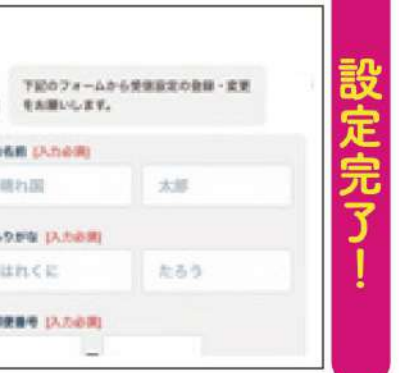 下記のフォームから受信設定の登録・変更
をお願いします。
名前 [入力必須]
晴れ国 太郎
りがな [入力必須]
はれくに たろう
便番号 [入力必須]
設定完了!